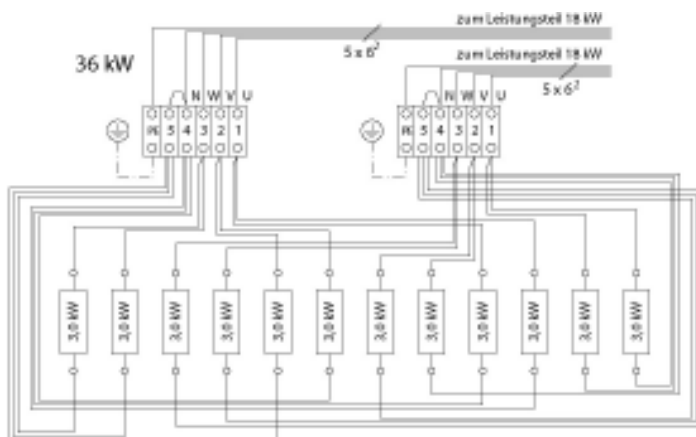 zum Leistungsteil 18 kW
5 x 6²
zum Leistungsteil 18 kW
5 x 6²
36 kW
N W V U
N W V U
PE 5 4 3 2 1
PE 5 4 3 2 1
3,0 kW 3,0 kW 3,0 kW 3,0 kW 3,0 kW 3,0 kW 3,0 kW 3,0 kW 3,0 kW 3,0 kW 3,0 kW 3,0 kW